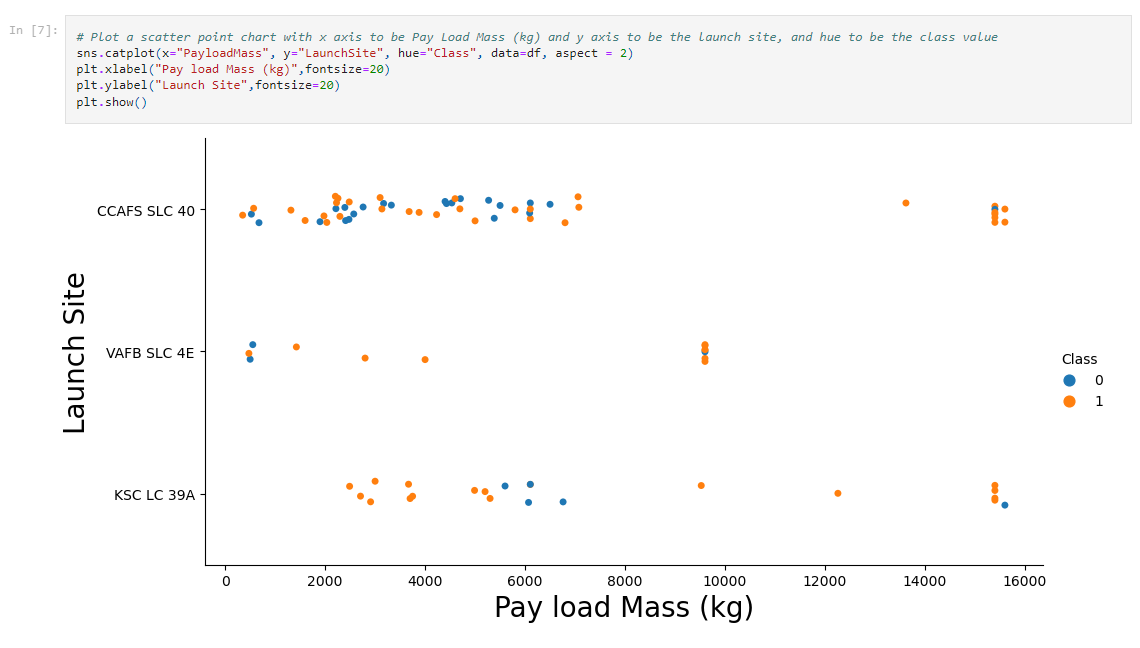 In [7]:
# Plot a scatter point chart with x axis to be Pay Load Mass (kg) and y axis to be the launch site, and hue to be the class value
sns.catplot(x="PayloadMass", y="LaunchSite", hue="Class", data=df, aspect = 2)
plt.xlabel("Pay load Mass (kg)",fontsize=20)
plt.ylabel("Launch Site",fontsize=20)
plt.show()
Launch Site
CCAFS SLC 40
VAFB SLC 4E
KSC LC 39A
Class
0
1
0 2000 4000 6000 8000 10000 12000 14000 16000
Pay load Mass (kg)